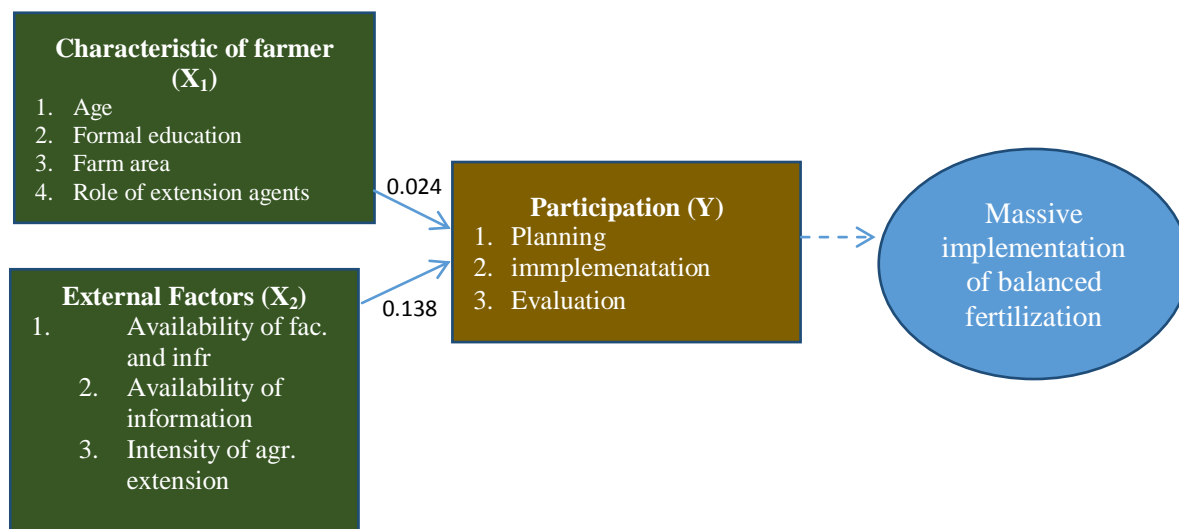 Characteristic of farmer
(X₁)
1. Age
2. Formal education
3. Farm area
4. Role of extension agents
0.024
External Factors (X₂)
1. Availability of fac.
and infr
2. Availability of
information
3. Intensity of agr.
extension
0.138
Participation (Y)
1. Planning
2. immplemenatation
3. Evaluation
Massive
implementation
of balanced
fertilization